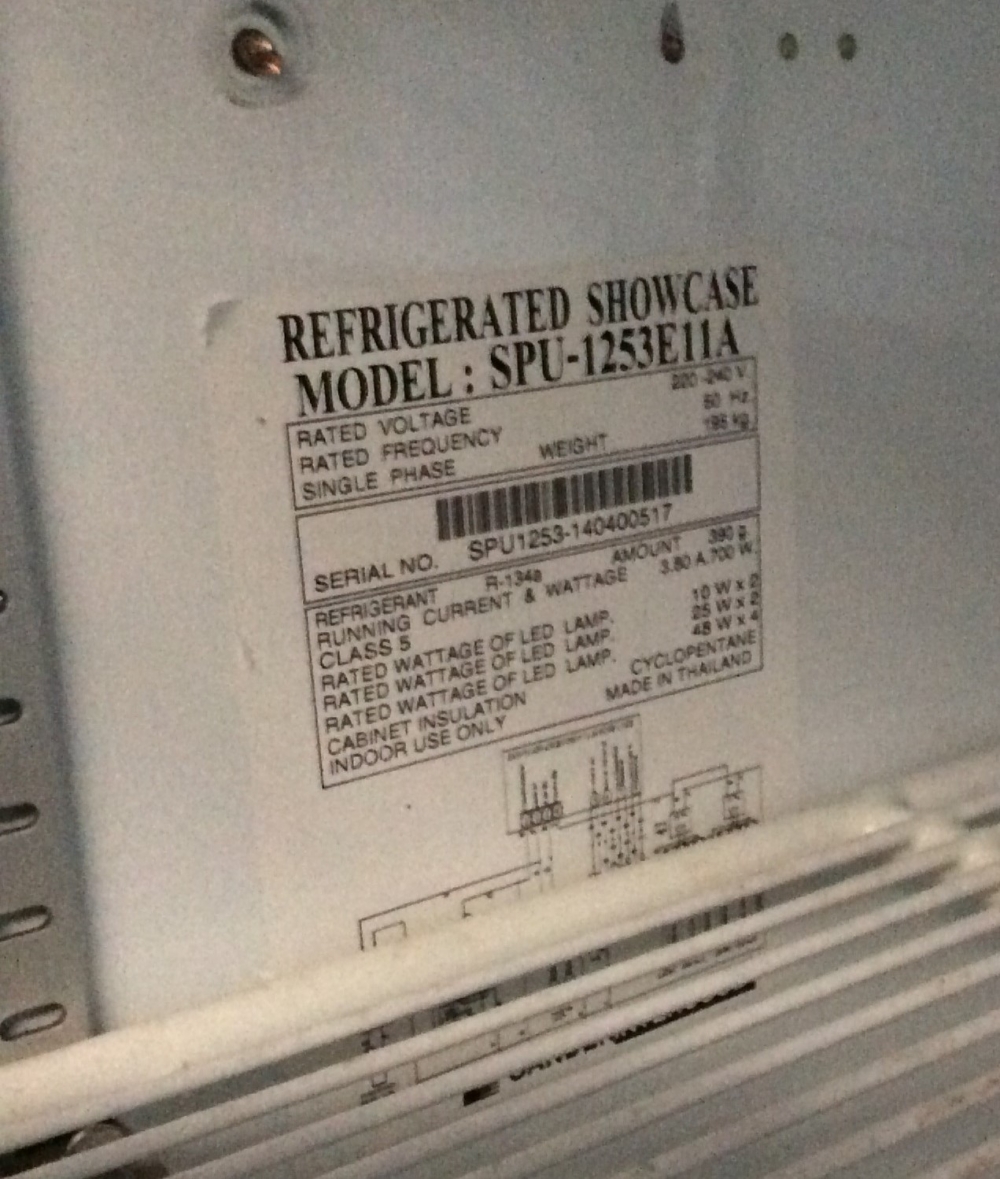 REFRIGERATED SHOWCASE
MODEL : SPU-1253E11A
RATED VOLTAGE 220 -240 V.
RATED FREQUENCY 50 Hz.
SINGLE PHASE WEIGHT 195 kg.
SERIAL NO. SPU1253-140400517
REFRIGERANT R-134a AMOUNT 390 g.
RUNNING CURRENT & WATTAGE 3.80 A.700 W.
CLASS 5
RATED WATTAGE OF LED LAMP. 10 W x 2
RATED WATTAGE OF LED LAMP. 25 W x 2
RATED WATTAGE OF LED LAMP. 48 W x 4
CABINET INSULATION CYCLOPENTANE
INDOOR USE ONLY MADE IN THAILAND